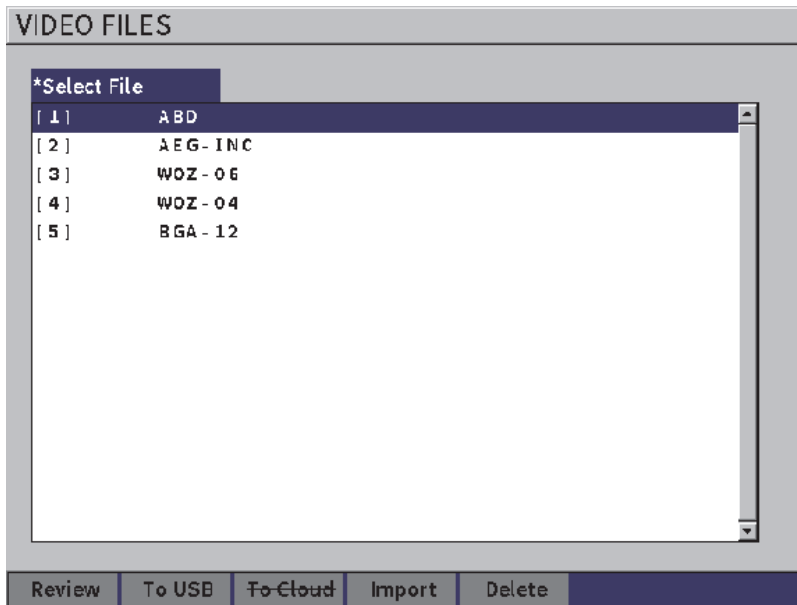 VIDEO FILES
*Select File
[1] ABD
[2] AEG-INC
[3] WOZ-06
[4] WOZ-04
[5] BGA-12
Review To USB To Cloud Import Delete